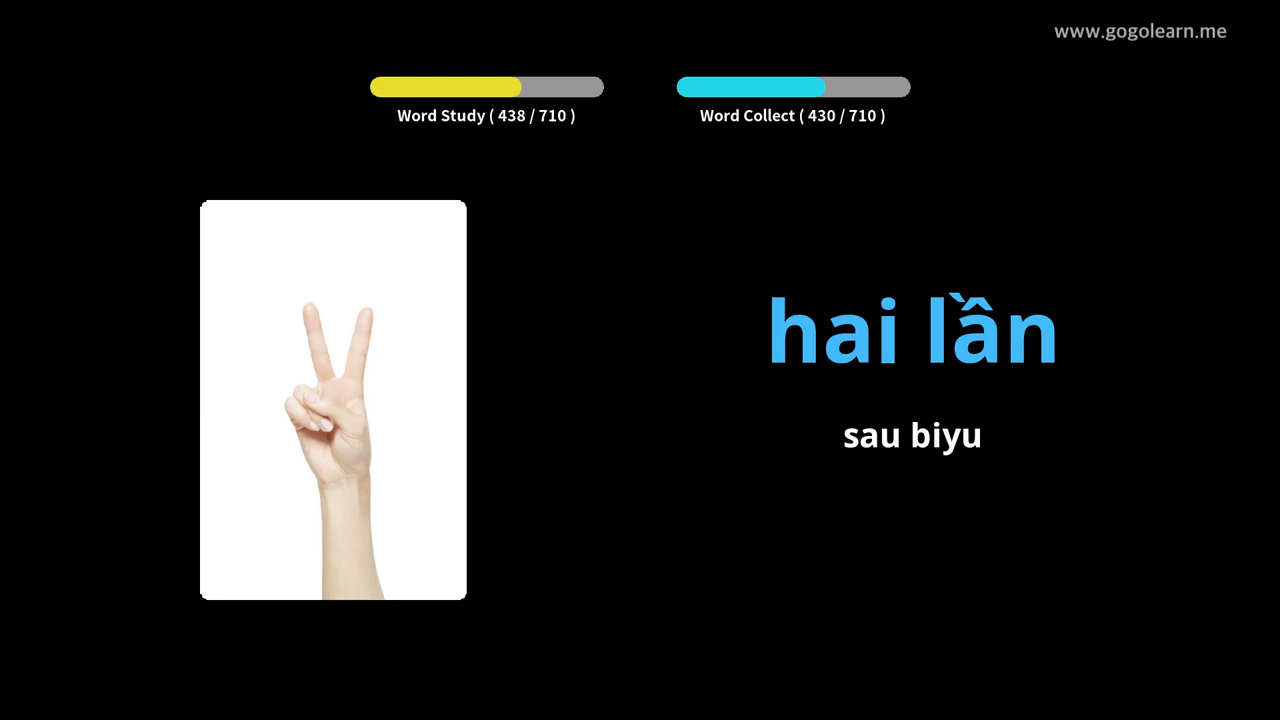 www.gogolearn.me
Word Study ( 438 / 710 )
Word Collect ( 430 / 710 )
hai lần
sau biyu